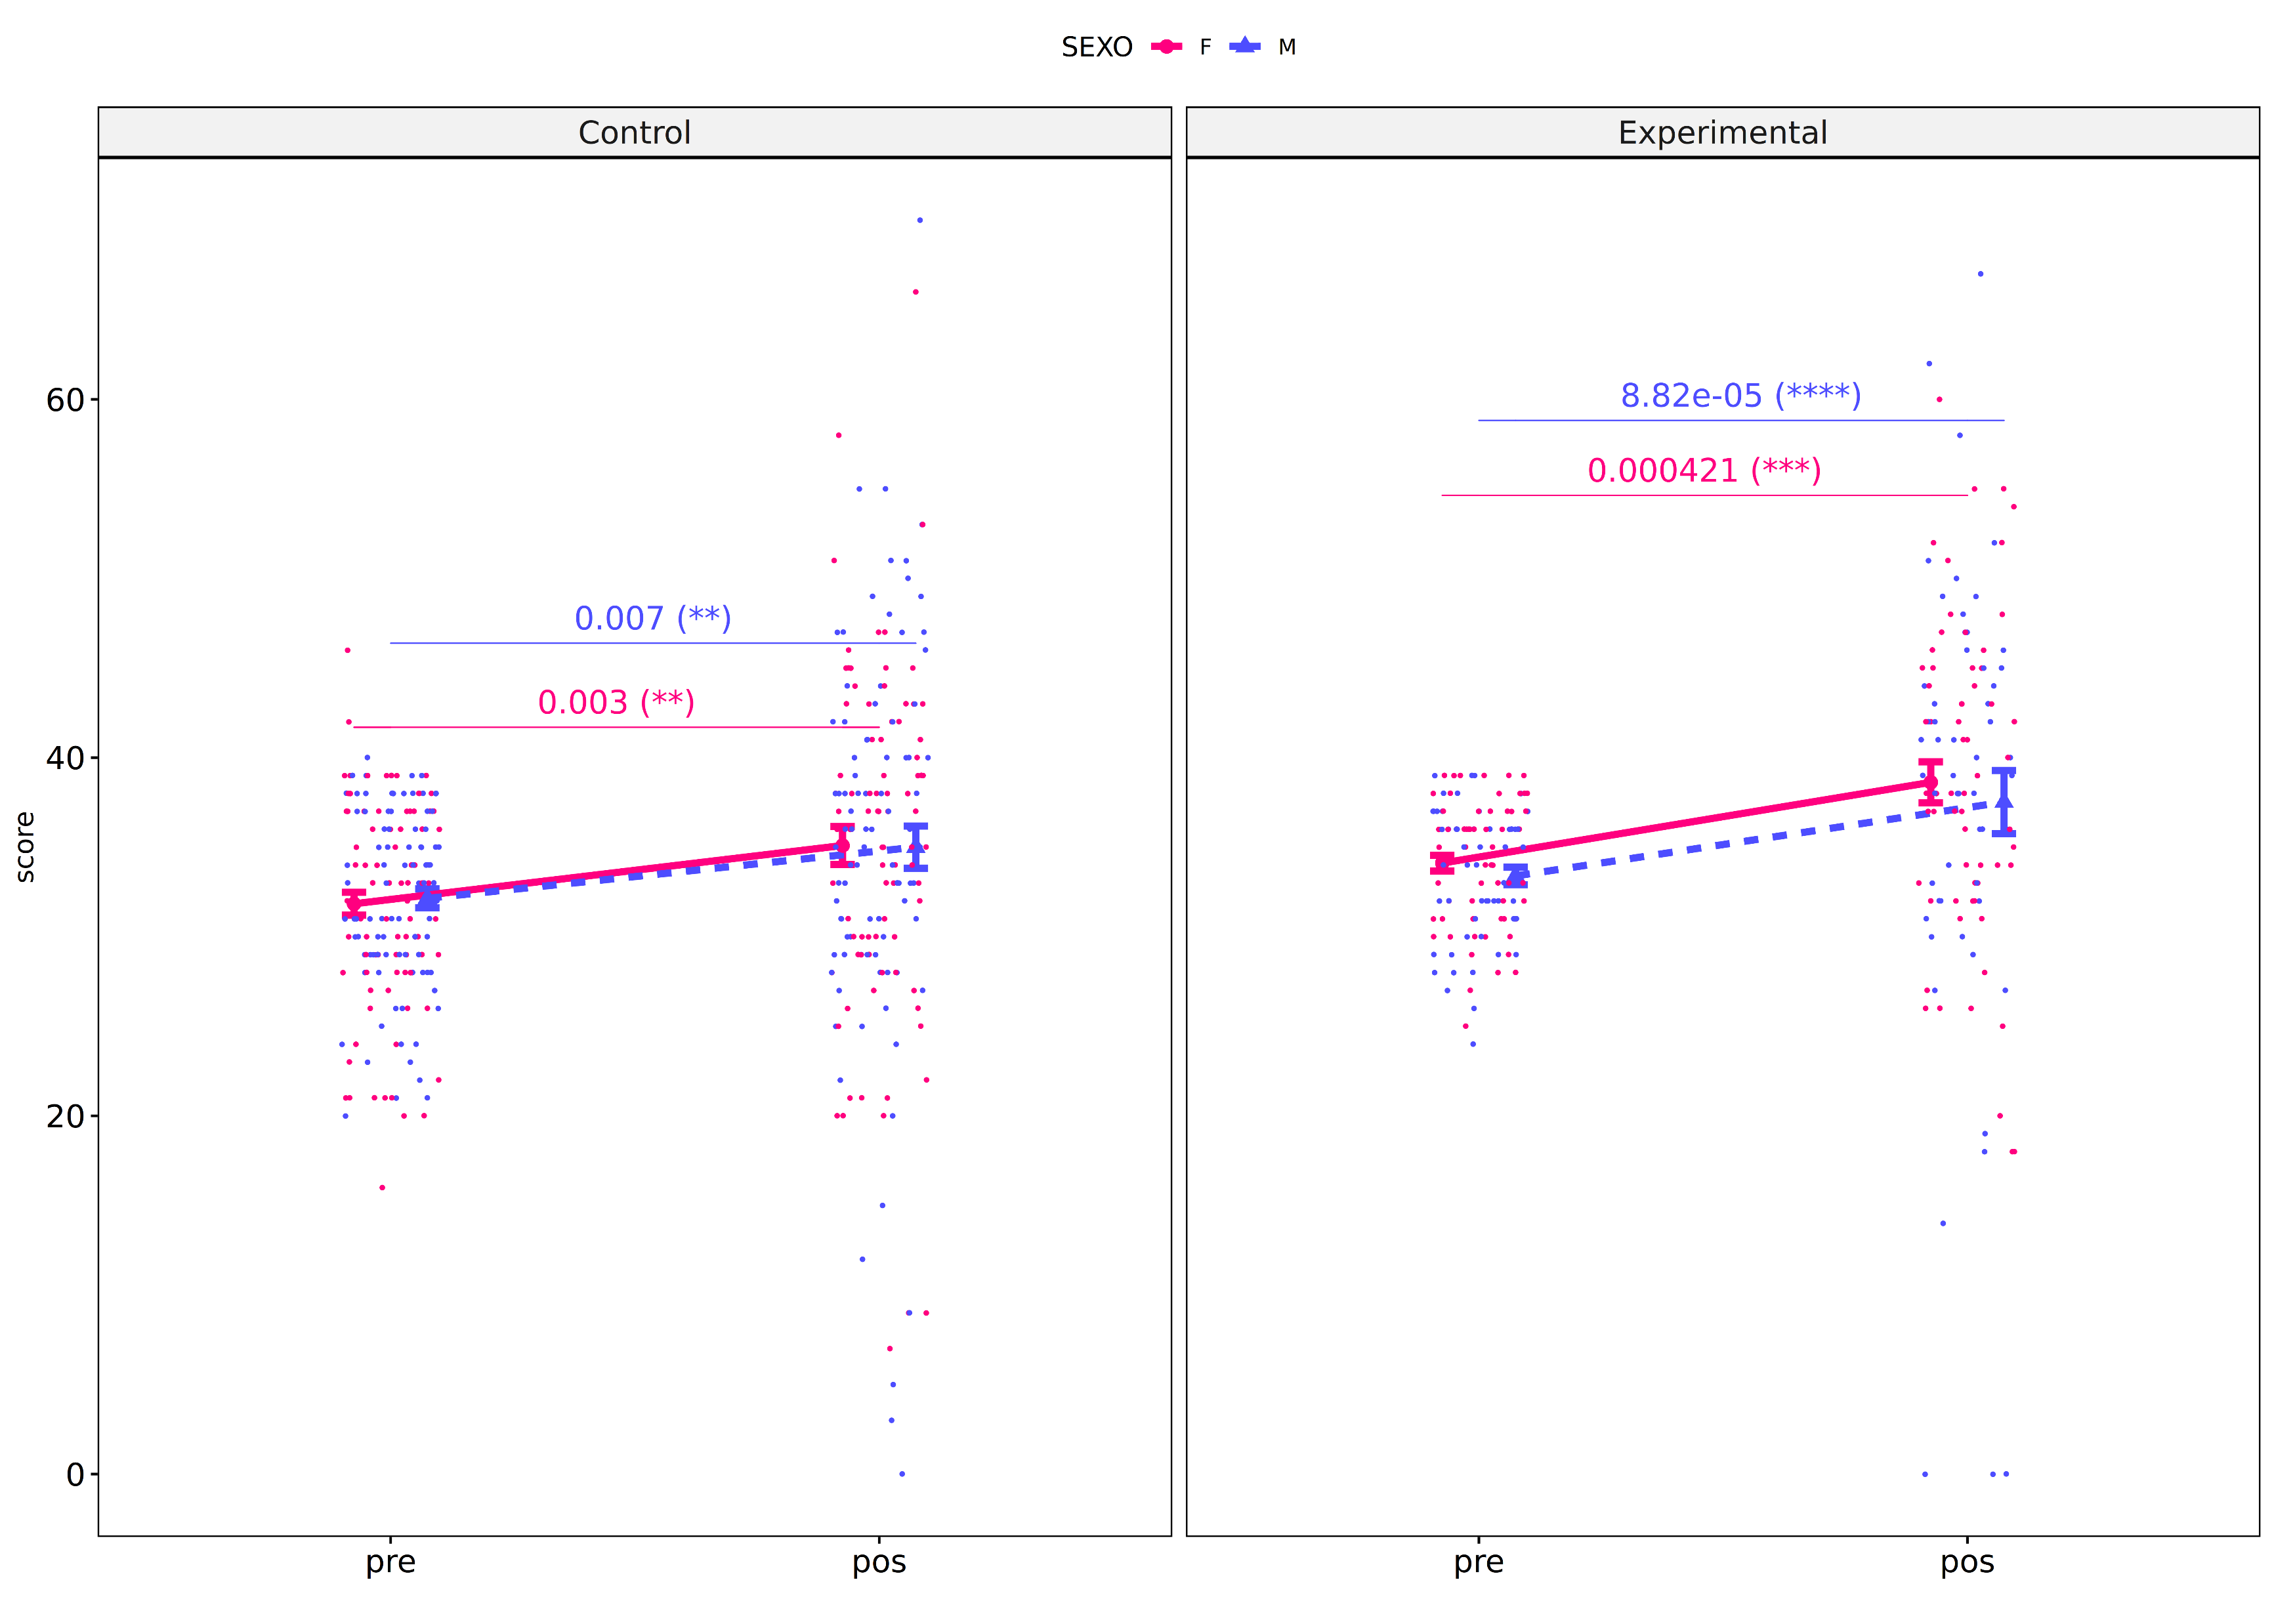 SEXO F M
Control Experimental
8.82e-05 (****)
0.000421 (***)
0.007 (**)
0.003 (**)
score
60
40
20
0
pre pos pre pos